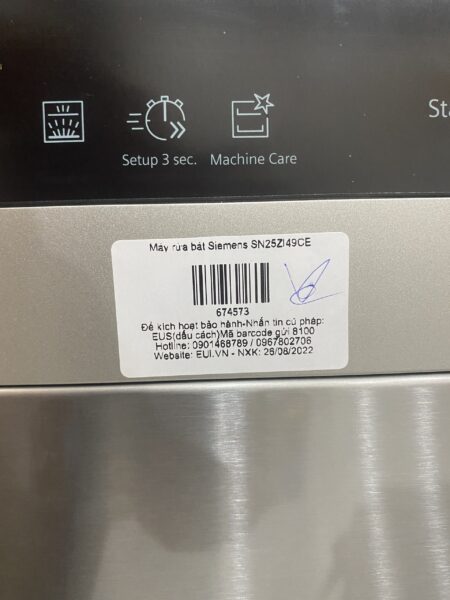 Sta
Setup 3 sec. Machine Care
Máy rửa bát Siemens SN25ZI49CE
674573
Để kích hoạt bảo hành-Nhắn tin cú pháp:
EUS(dấu cách)Mã barcode gửi 8100
Hotline: 0901468789 / 0967802706
Website: EUI.VN - NXK: 26/08/2022